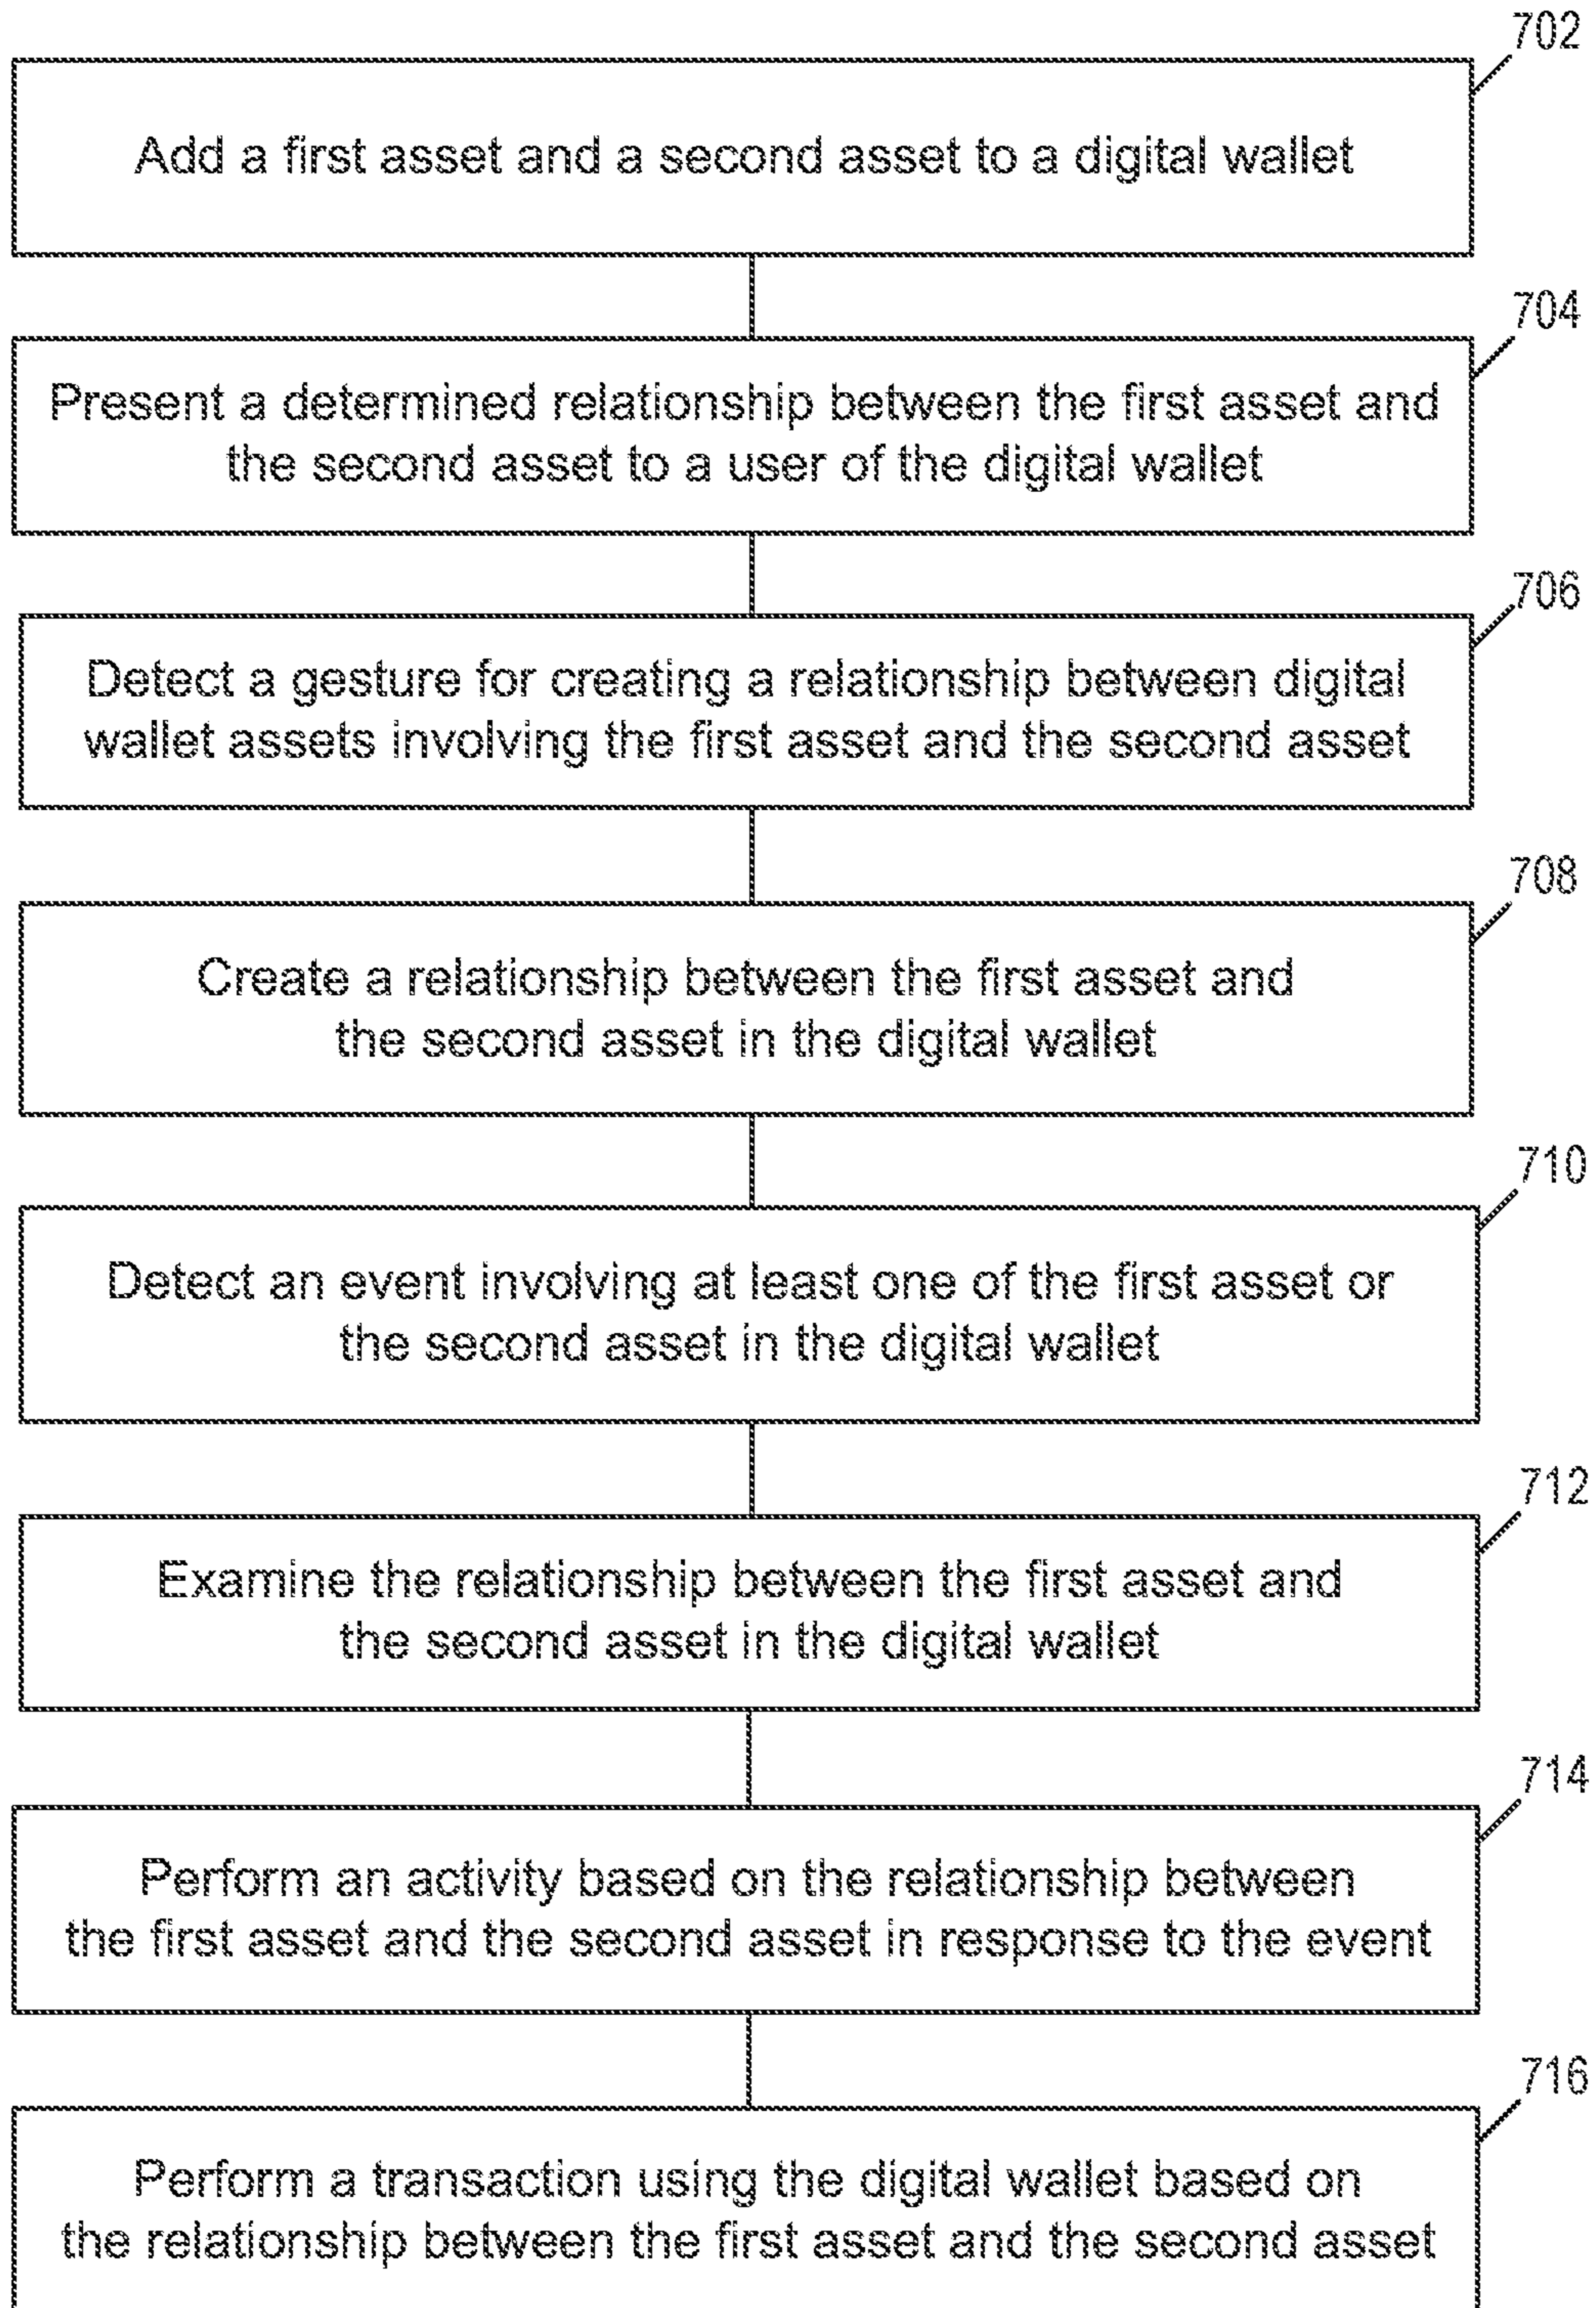 702
Add a first asset and a second asset to a digital wallet
704
Present a determined relationship between the first asset and
the second asset to a user of the digital wallet
706
Detect a gesture for creating a relationship between digital
wallet assets involving the first asset and the second asset
708
Create a relationship between the first asset and
the second asset in the digital wallet
710
Detect an event involving at least one of the first asset or
the second asset in the digital wallet
712
Examine the relationship between the first asset and
the second asset in the digital wallet
714
Perform an activity based on the relationship between
the first asset and the second asset in response to the event
716
Perform a transaction using the digital wallet based on
the relationship between the first asset and the second asset